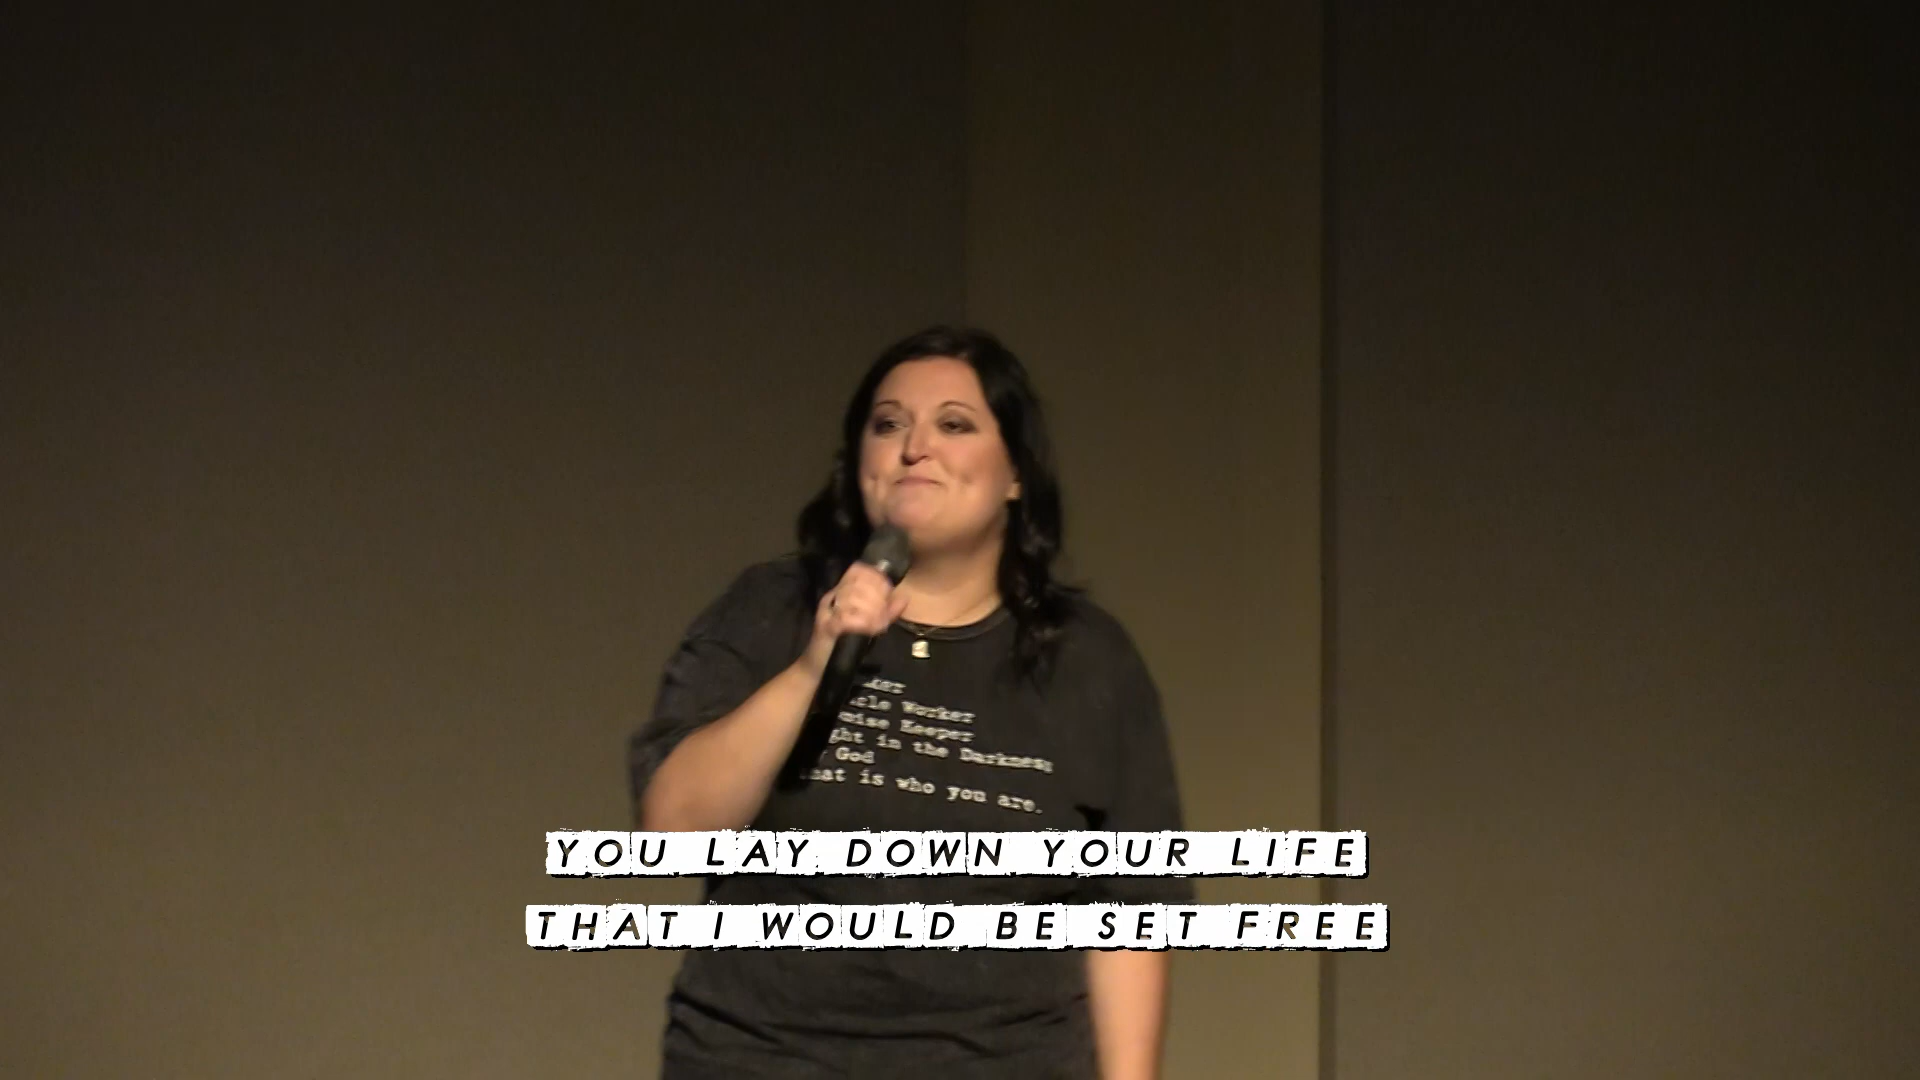 Worker
Keeper
in the Darkness
God
is who you are.
YOU LAY DOWN YOUR LIFE
THAT I WOULD BE SET FREE